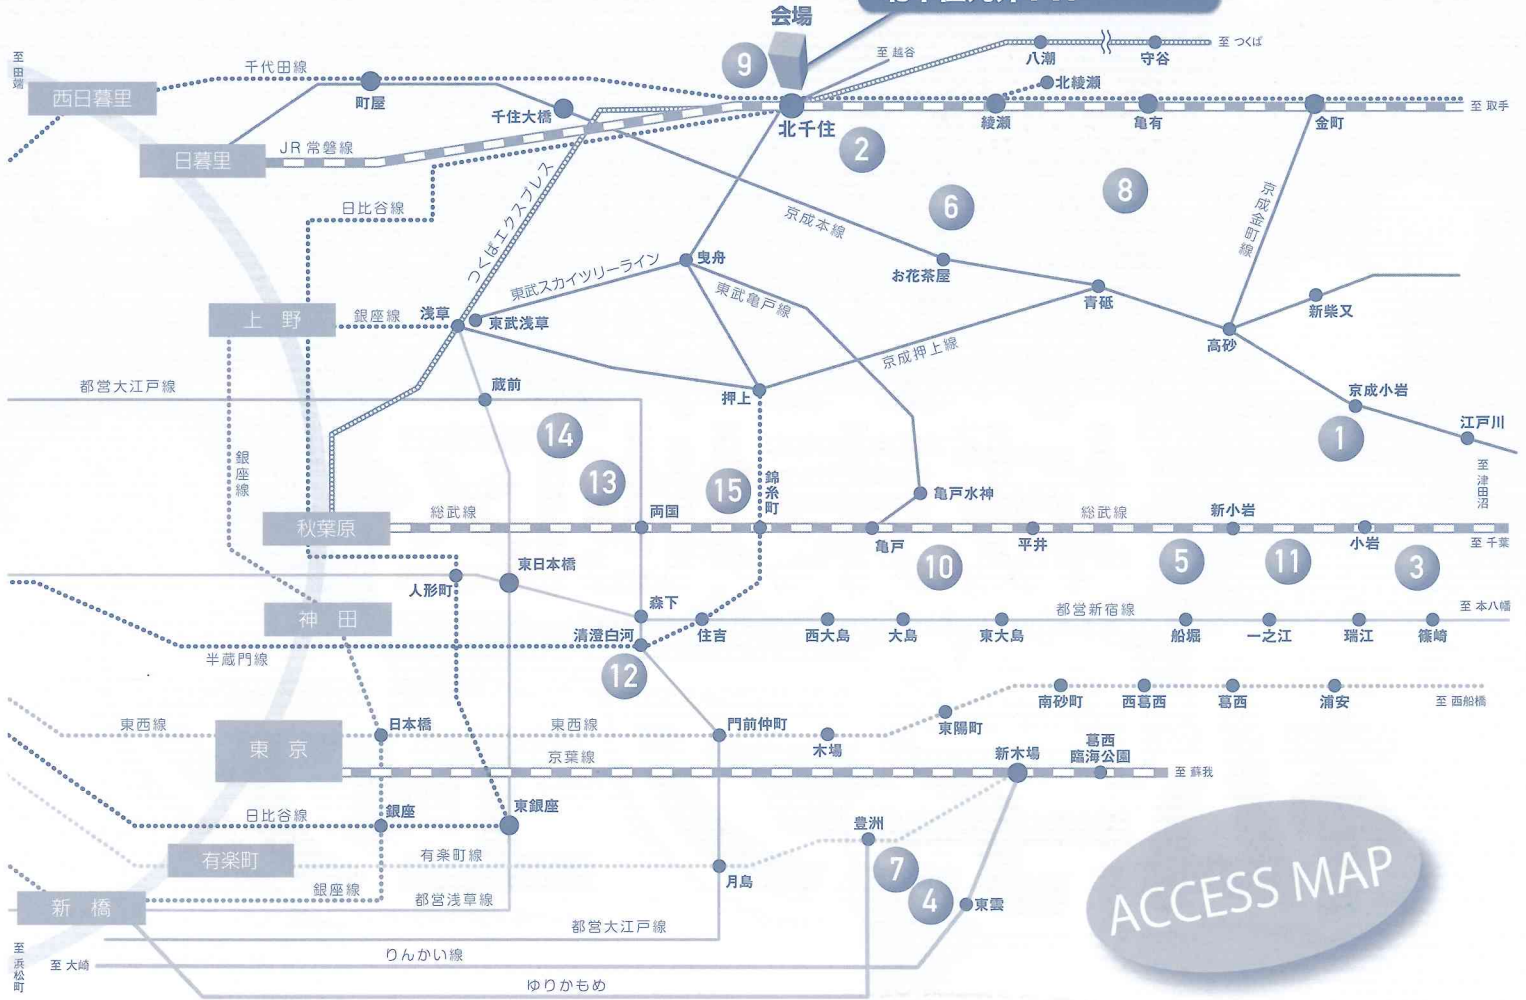 会場
至 越谷
至 つくば
八潮
守谷
至田端
千代田線
町屋
西日暮里
9
北綾瀬
千住大橋
北千住
綾瀬
亀有
金町
至 取手
日暮里
JR 常磐線
2
日比谷線
つくばエクスプレス
京成本線
6
8
京成金町線
曳舟
お花茶屋
東武スカイツリーライン
東武亀戸線
青砥
新柴又
上野
銀座線
浅草
東武浅草
高砂
京成押上線
都営大江戸線
蔵前
押上
京成小岩
江戸川
14
1
銀座線
13
15
錦糸町
亀戸水神
至津田沼
秋葉原
総武線
両国
亀戸
平井
総武線
新小岩
小岩
至 千葉
人形町
東日本橋
10
5
11
3
神田
森下
清澄白河
住吉
西大島
大島
東大島
都営新宿線
船堀
一之江
瑞江
篠崎
至 本八幡
半蔵門線
12
南砂町
西葛西
葛西
浦安
至 西船橋
東西線
日本橋
東西線
門前仲町
木場
東陽町
東京
京葉線
新木場
葛西
臨海公園
至 蘇我
日比谷線
銀座
東銀座
豊洲
有楽町
有楽町線
月島
7
4
東雲
銀座線
都営浅草線
新橋
都営大江戸線
至浜松町
至 大崎
りんかい線
ゆりかもめ
ACCESS MAP